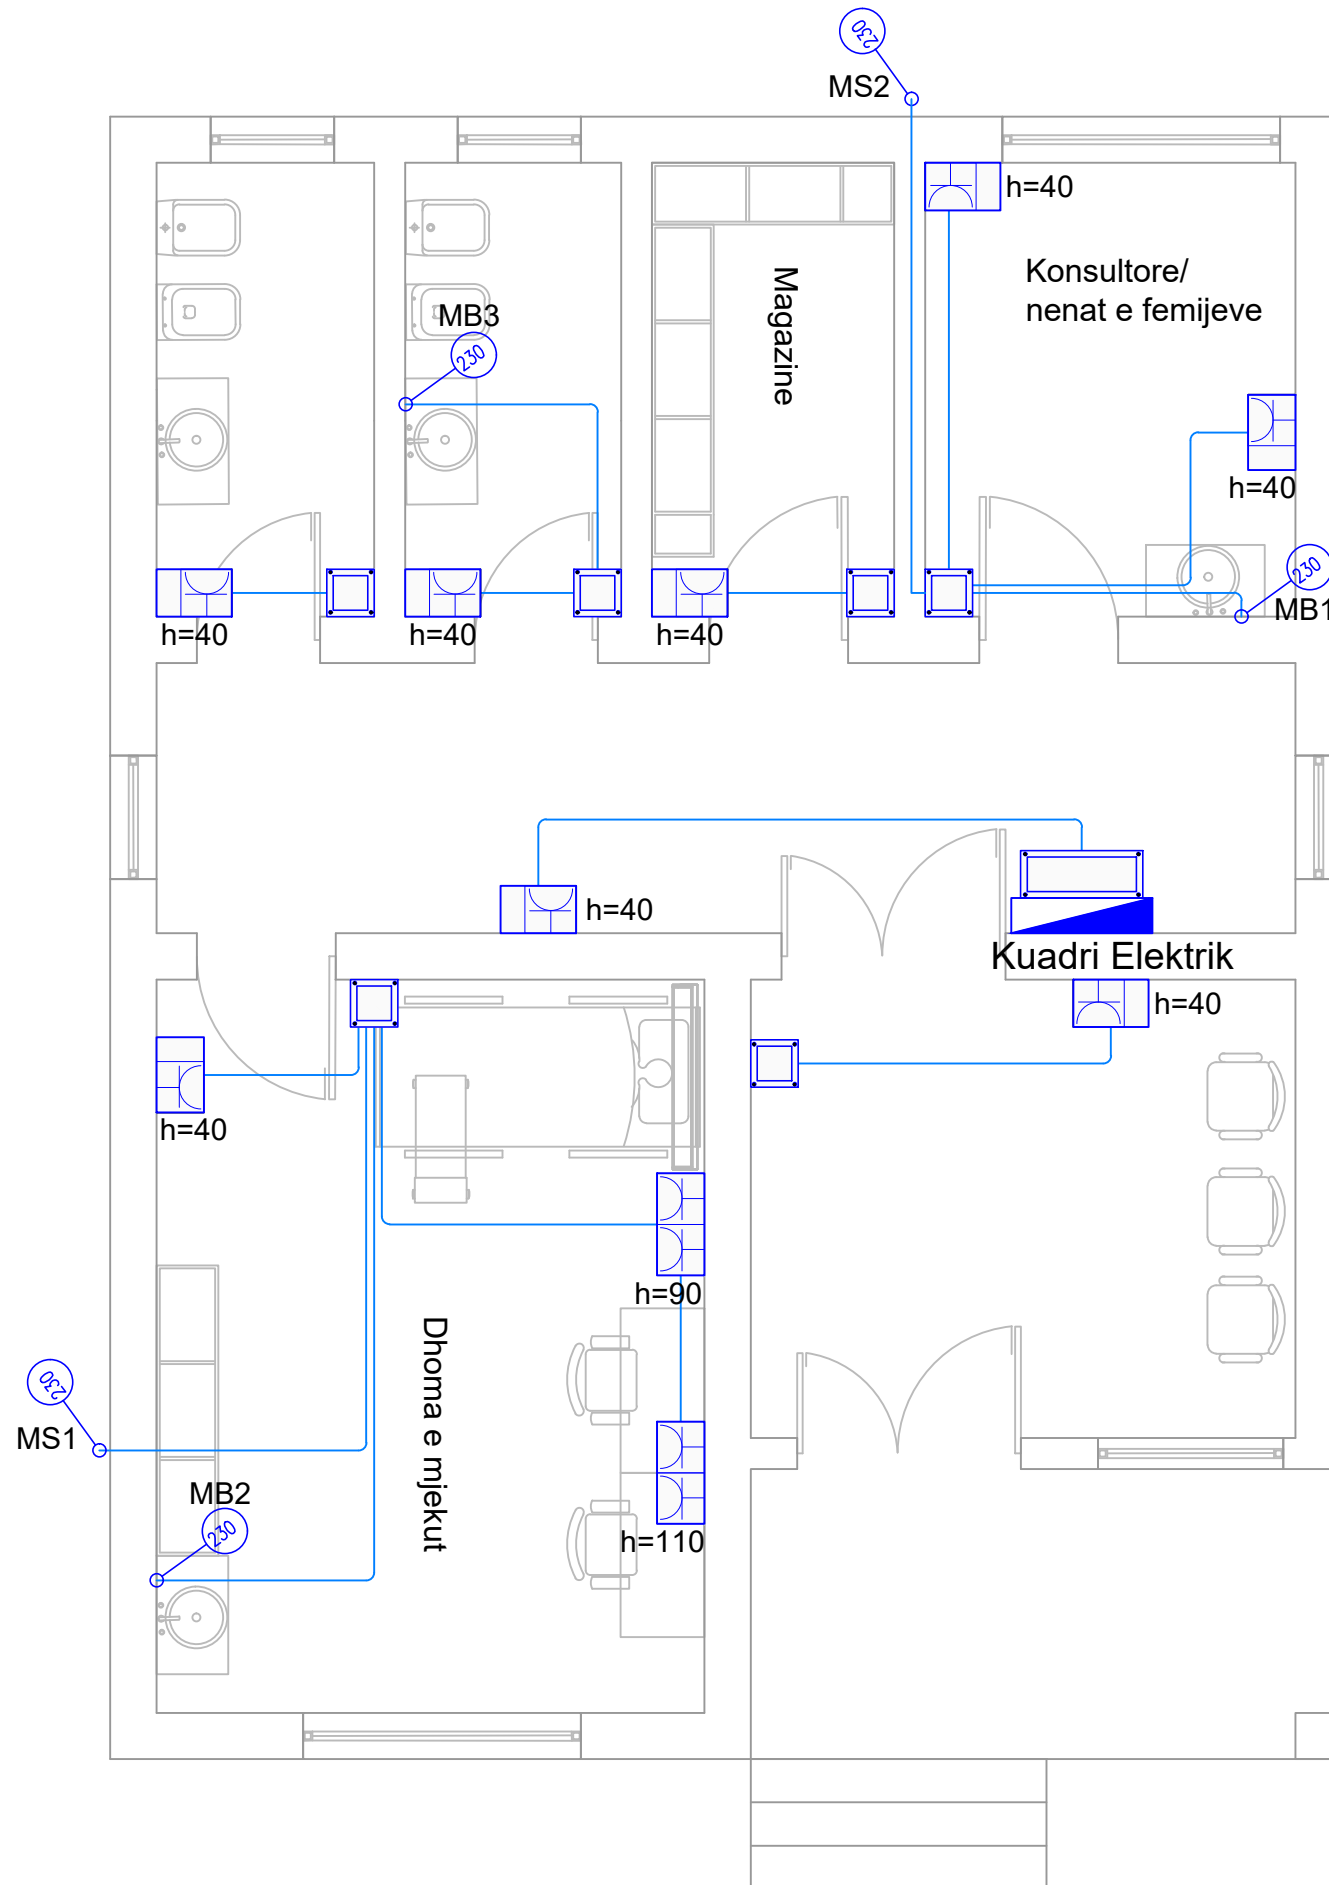 230
MS2
h=40
Konsultore/
nenat e femijeve
Magazine
MB3
230
h=40
230
MB1
h=40
h=40
h=40
h=40
Kuadri Elektrik
h=40
h=40
h=90
Dhoma e mjekut
230
MS1
MB2
230
h=110